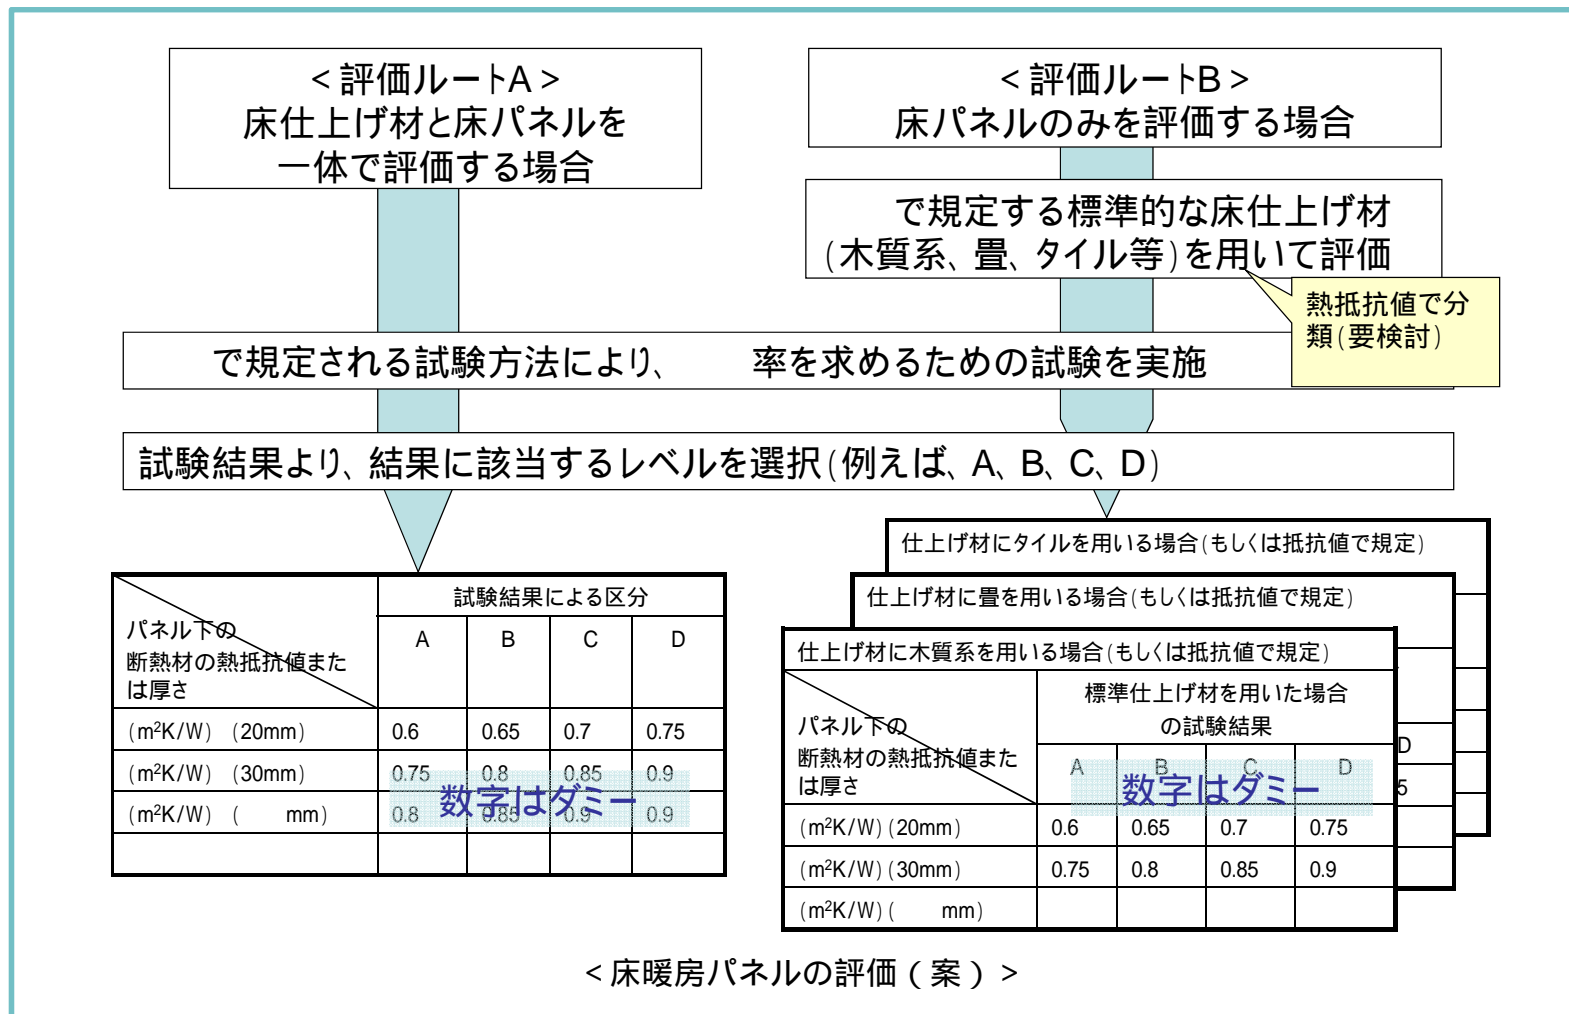 ＜評価ルートA＞
床仕上げ材と床パネルを
一体で評価する場合
＜評価ルートB＞
床パネルのみを評価する場合
で規定する標準的な床仕上げ材
(木質系、畳、タイル等)を用いて評価
熱抵抗値で分
類(要検討)
で規定される試験方法により、　　率を求めるための試験を実施
試験結果より、結果に該当するレベルを選択(例えば、A、B、C、D)
試験結果による区分
パネル下の
断熱材の熱抵抗値また
は厚さ
A B C D
(m²K/W) (20mm) 0.6 0.65 0.7 0.75
(m²K/W) (30mm) 0.75 0.8 0.85 0.9
(m²K/W) (　　mm) 0.8 0.85 0.9 0.9
数字はダミー
仕上げ材にタイルを用いる場合(もしくは抵抗値で規定)
仕上げ材に畳を用いる場合(もしくは抵抗値で規定)
D
5
仕上げ材に木質系を用いる場合(もしくは抵抗値で規定)
標準仕上げ材を用いた場合
の試験結果
パネル下の
断熱材の熱抵抗値また
は厚さ
A B C D
数字はダミー
(m²K/W) (20mm) 0.6 0.65 0.7 0.75
(m²K/W) (30mm) 0.75 0.8 0.85 0.9
(m²K/W) (　　mm)
＜床暖房パネルの評価（案）＞